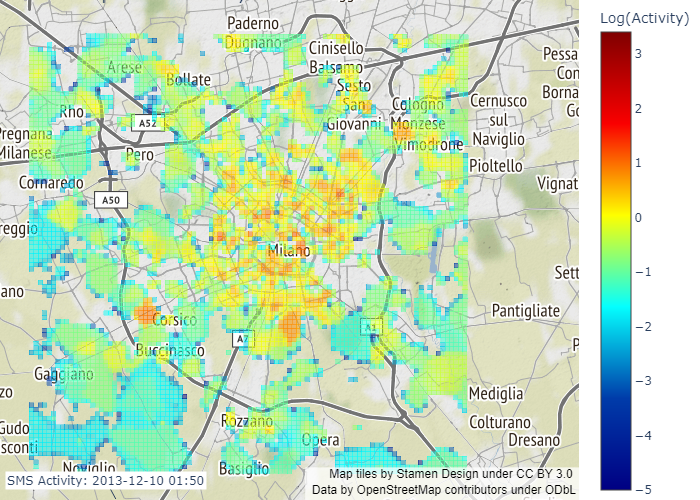 Log(Activity)
3
2
1
0
−1
−2
−3
−4
−5
Paderno
Dugnano
Cinisello
Balsamo
Arese
Bollate
Sesto
San
Giovanni
Cologno
Monzese
Cernusco
sul
Naviglio
Pessa
Con
Borna
Go
Rho
A52
Pregnana
Milanese
Pero
Vimodrone
Pioltello
Cornaredo
Vignat
A50
reggio
Milano
Sett
ano
Pantigliate
Corsico
A7
A1
P
Buccinasco
Gaggiano
zo
Mediglia
Rozzano
Colturano
Gudo
sconti
Opera
Dresano
Noviglio
Basiglio
SMS Activity: 2013-12-10 01:50
Map tiles by Stamen Design under CC BY 3.0
Data by OpenStreetMap contributors under ODbL